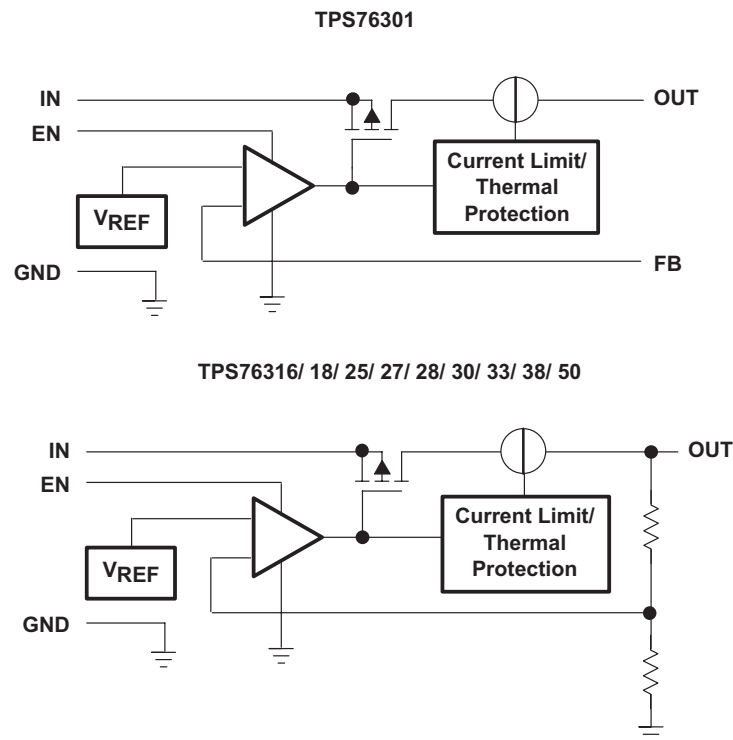 TPS76301
IN
OUT
EN
Current Limit/
Thermal
Protection
VREF
GND
FB
TPS76316/ 18/ 25/ 27/ 28/ 30/ 33/ 38/ 50
IN
OUT
EN
Current Limit/
Thermal
Protection
VREF
GND